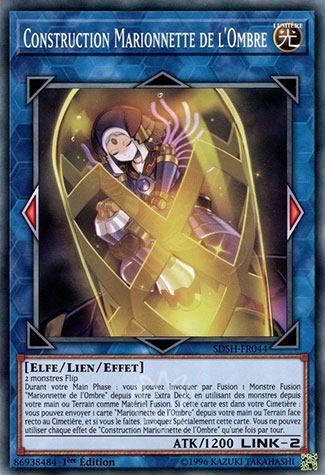 Construction Marionnette de l'Ombre
LUMIÈRE
光
SDSH-FR044
[Elfe/Lien/Effet]
2 monstres Flip
Durant votre Main Phase : vous pouvez Invoquer par Fusion 1 Monstre Fusion
"Marionnette de l'Ombre" depuis votre Extra Deck, en utilisant des monstres depuis
votre main ou Terrain comme Matériel Fusion. Si cette carte est dans votre Cimetière :
vous pouvez envoyer 1 carte "Marionnette de l'Ombre" depuis votre main ou Terrain face
recto au Cimetière, et si vous le faites, Invoquez Spécialement cette carte. Vous ne pouvez
utiliser chaque effet de "Construction Marionnette de l'Ombre" qu'une fois par tour.
ATK/1200 LINK-2
86938484 1st Edition ©1996 KAZUKI TAKAHASHI